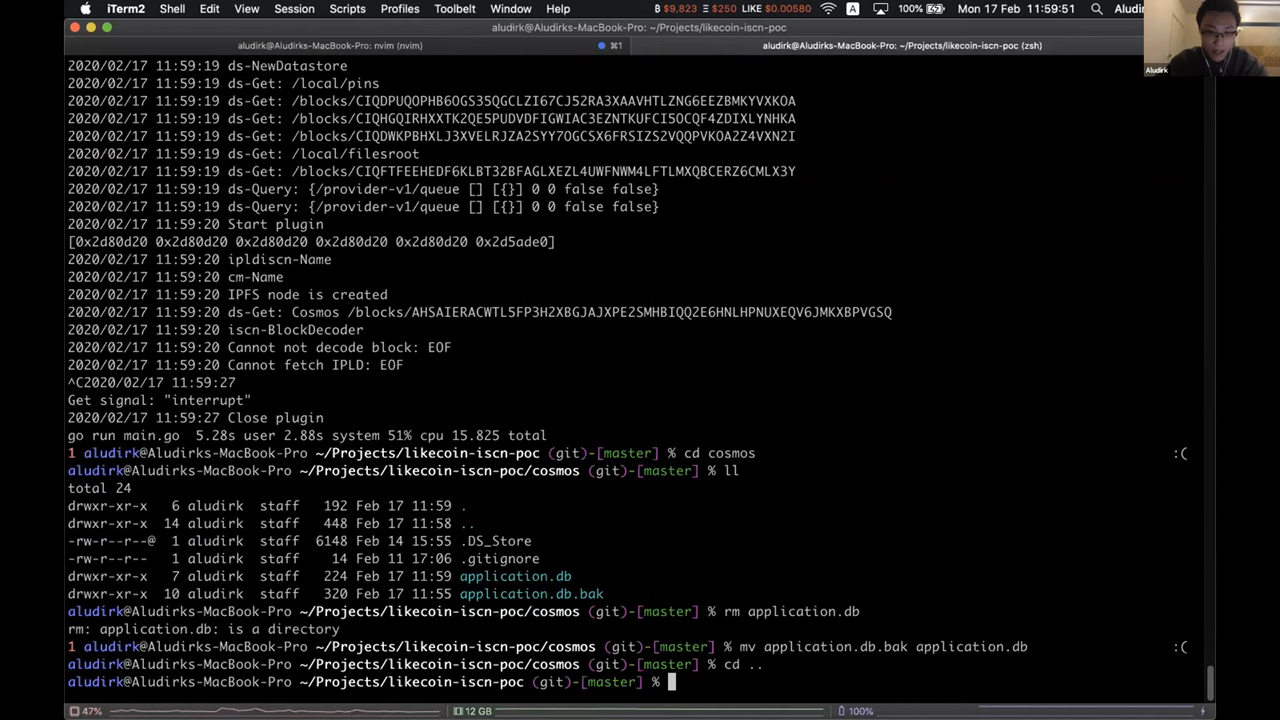 iTerm2 Shell Edit View Session Scripts Profiles Toolbelt Window Help B $9,823 Ξ $250 LIKE $0.00580 A 100% Mon 17 Feb 11:59:51 Aludirk
aludirk@Aludirks-MacBook-Pro: ~/Projects/likecoin-iscn-poc
aludirk@Aludirks-MacBook-Pro: nvim (nvim) ⌘1 aludirk@Aludirks-MacBook-Pro: ~/Projects/likecoin-iscn-poc (zsh)
Aludirk
2020/02/17 11:59:19 ds-NewDatastore
2020/02/17 11:59:19 ds-Get: /local/pins
2020/02/17 11:59:19 ds-Get: /blocks/CIQDPUQOPHB6OGS35QGCLZI67CJ52RA3XAAVHTLZNG6EEZBMKYVXKOA
2020/02/17 11:59:19 ds-Get: /blocks/CIQHGQIRHXXTK2QE5PUDVDFIGWIAC3EZNTKUFCI5OCQF4ZDIXLYNHKA
2020/02/17 11:59:19 ds-Get: /blocks/CIQDWKPBHXLJ3XVELRJZA2SYY7OGCSX6FRSIZS2VQQPVKOA2Z4VXN2I
2020/02/17 11:59:19 ds-Get: /local/filesroot
2020/02/17 11:59:19 ds-Get: /blocks/CIQFTFEEHEDF6KLBT32BFAGLXEZL4UWFNWM4LFTLMXQBCERZ6CMLX3Y
2020/02/17 11:59:19 ds-Query: {/provider-v1/queue [] [{}] 0 0 false false}
2020/02/17 11:59:19 ds-Query: {/provider-v1/queue [] [{}] 0 0 false false}
2020/02/17 11:59:20 Start plugin
[0x2d80d20 0x2d80d20 0x2d80d20 0x2d80d20 0x2d80d20 0x2d5ade0]
2020/02/17 11:59:20 ipldiscn-Name
2020/02/17 11:59:20 cm-Name
2020/02/17 11:59:20 IPFS node is created
2020/02/17 11:59:20 ds-Get: Cosmos /blocks/AHSAIERACWTL5FP3H2XBGJAJXPE2SMHBIQQ2E6HNLHPNUXEQV6JMKXBPVGSQ
2020/02/17 11:59:20 iscn-BlockDecoder
2020/02/17 11:59:20 Cannot not decode block: EOF
2020/02/17 11:59:20 Cannot fetch IPLD: EOF
^C2020/02/17 11:59:27
Get signal: "interrupt"
2020/02/17 11:59:27 Close plugin
go run main.go 5.28s user 2.88s system 51% cpu 15.825 total
1 aludirk@Aludirks-MacBook-Pro ~/Projects/likecoin-iscn-poc (git)-[master] % cd cosmos :(
aludirk@Aludirks-MacBook-Pro ~/Projects/likecoin-iscn-poc/cosmos (git)-[master] % ll
total 24
drwxr-xr-x 6 aludirk staff 192 Feb 17 11:59 .
drwxr-xr-x 14 aludirk staff 448 Feb 17 11:58 ..
-rw-r--r--@ 1 aludirk staff 6148 Feb 14 15:55 .DS_Store
-rw-r--r-- 1 aludirk staff 14 Feb 11 17:06 .gitignore
drwxr-xr-x 7 aludirk staff 224 Feb 17 11:59 application.db
drwxr-xr-x 10 aludirk staff 320 Feb 17 11:55 application.db.bak
aludirk@Aludirks-MacBook-Pro ~/Projects/likecoin-iscn-poc/cosmos (git)-[master] % rm application.db
rm: application.db: is a directory
1 aludirk@Aludirks-MacBook-Pro ~/Projects/likecoin-iscn-poc/cosmos (git)-[master] % mv application.db.bak application.db :(
aludirk@Aludirks-MacBook-Pro ~/Projects/likecoin-iscn-poc/cosmos (git)-[master] % cd ..
aludirk@Aludirks-MacBook-Pro ~/Projects/likecoin-iscn-poc (git)-[master] %
47% 12 GB 100%